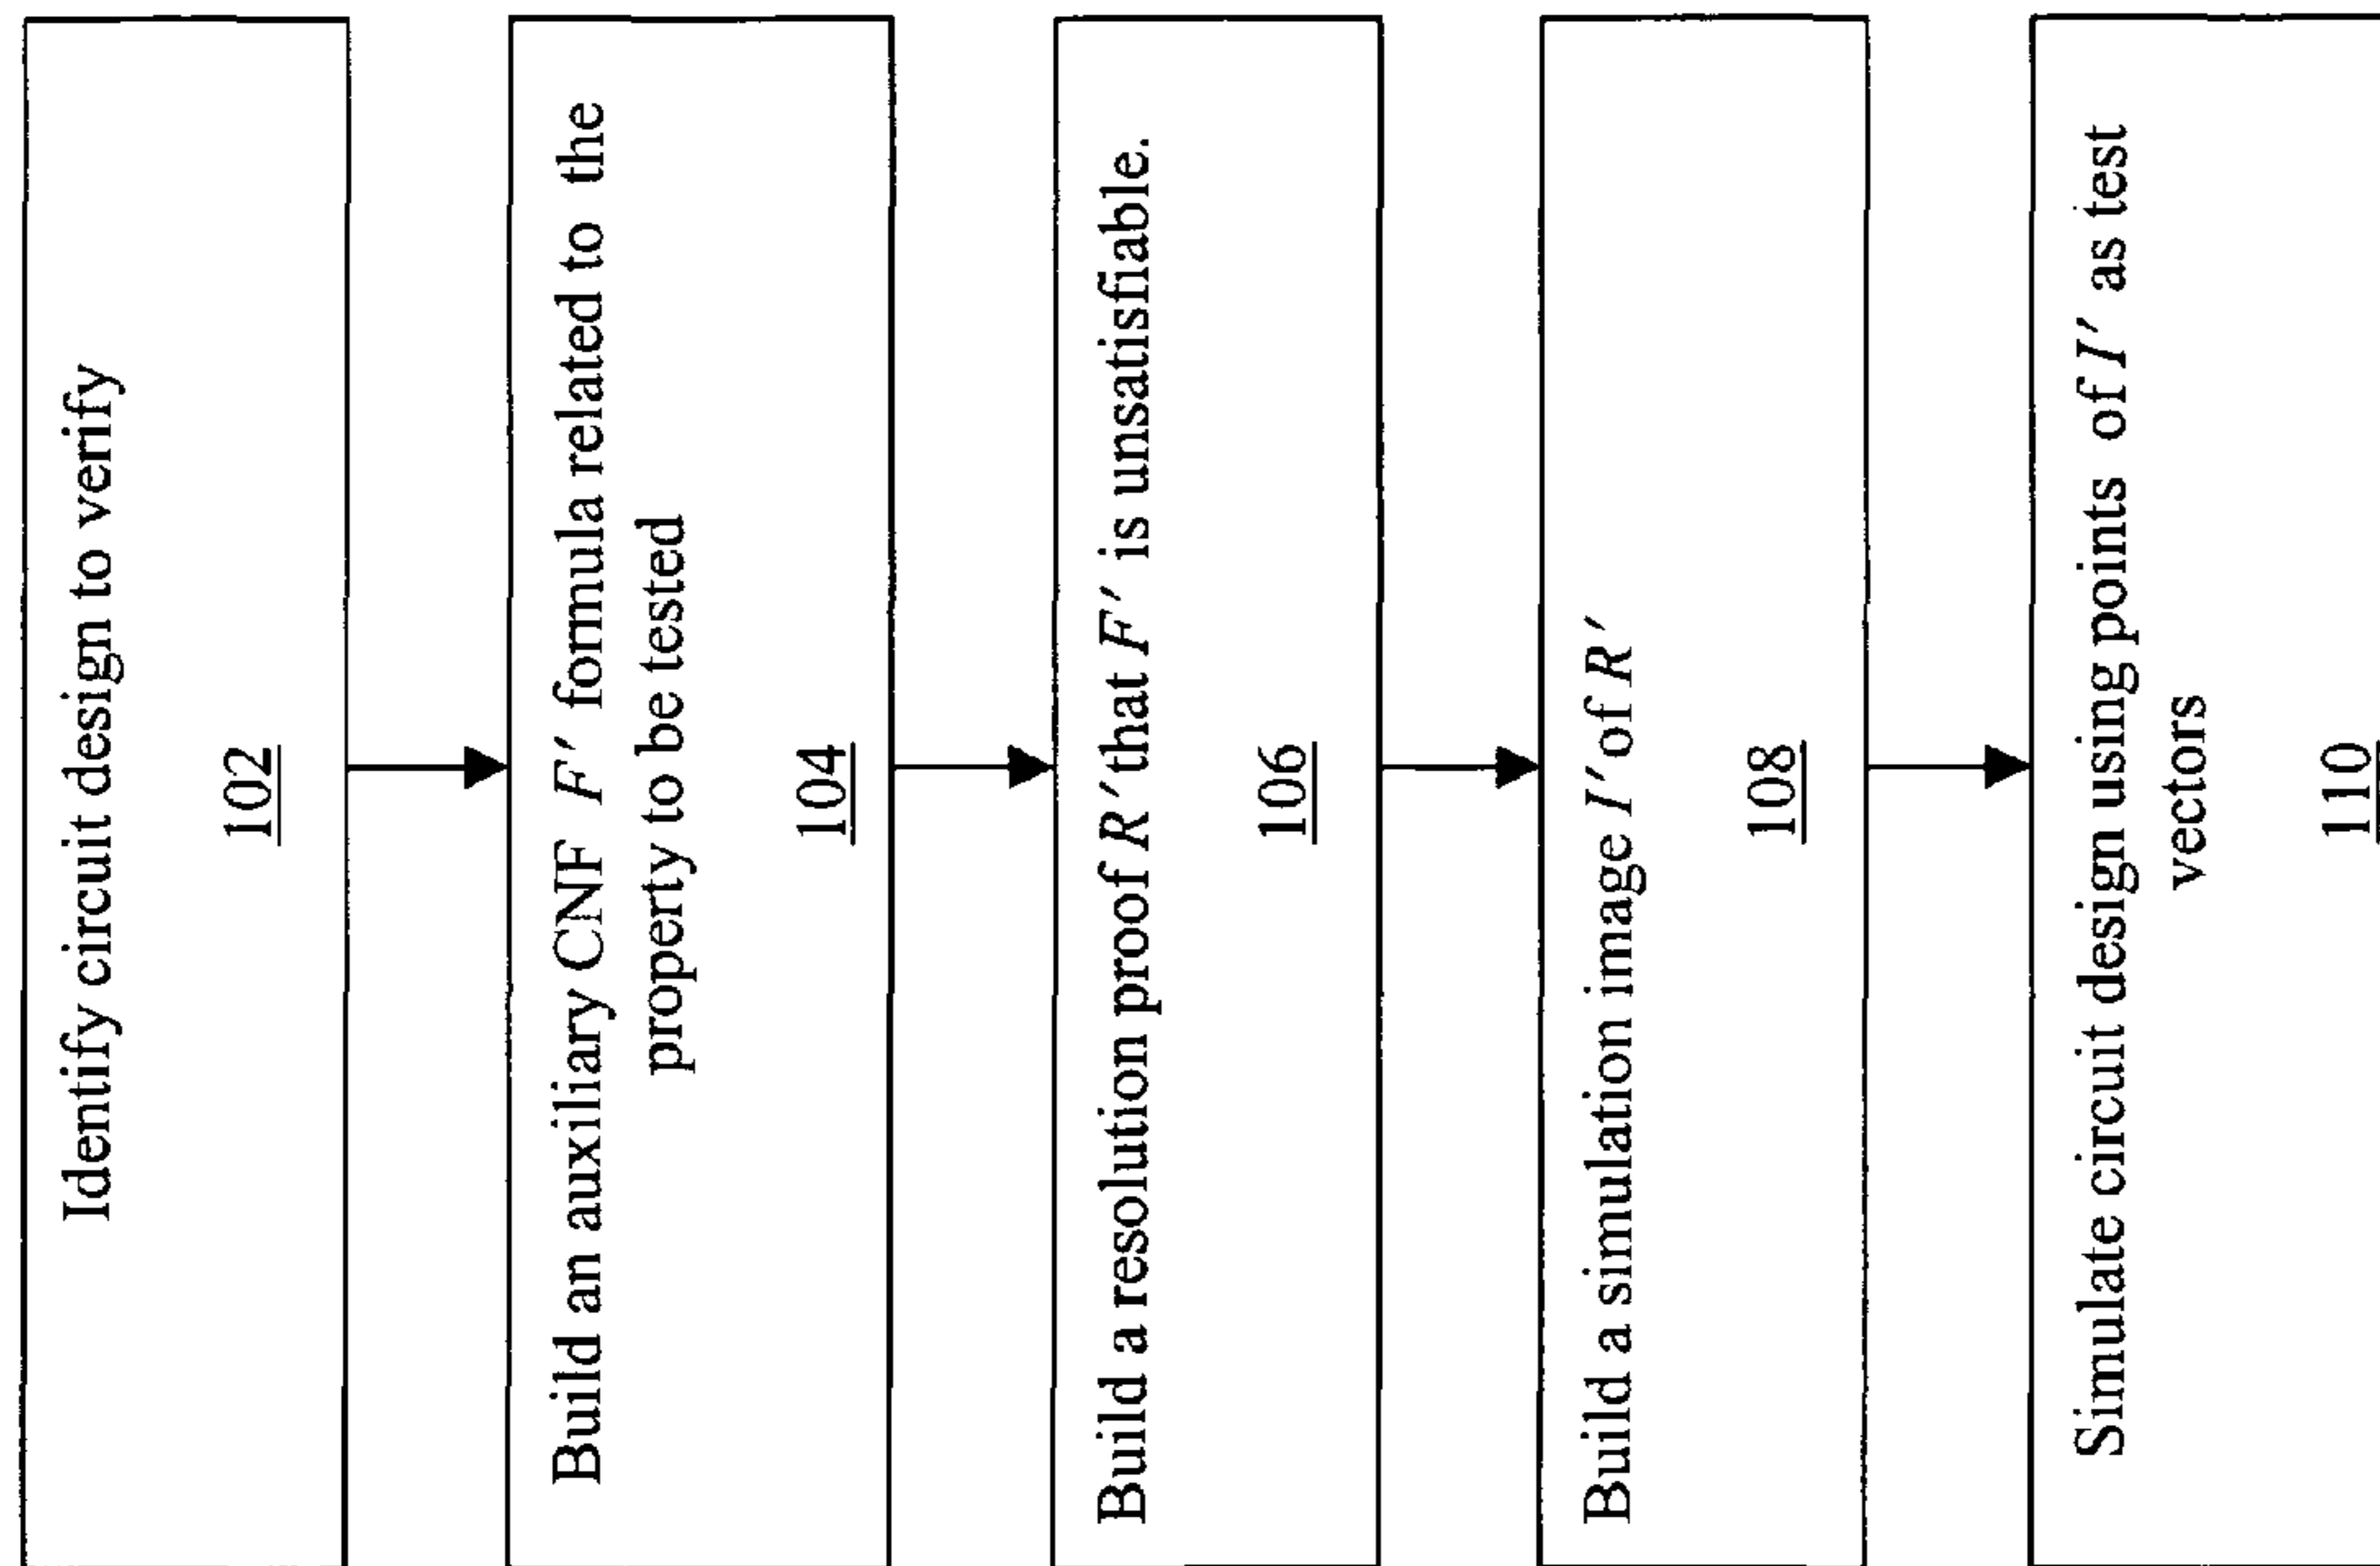 Identify circuit design to verify
102
Build an auxiliary CNF F′ formula related to the
property to be tested
104
Build a resolution proof R′that F′ is unsatisfiable.
106
Build a simulation image I′of R′
108
Simulate circuit design using points of I′ as test
vectors
110